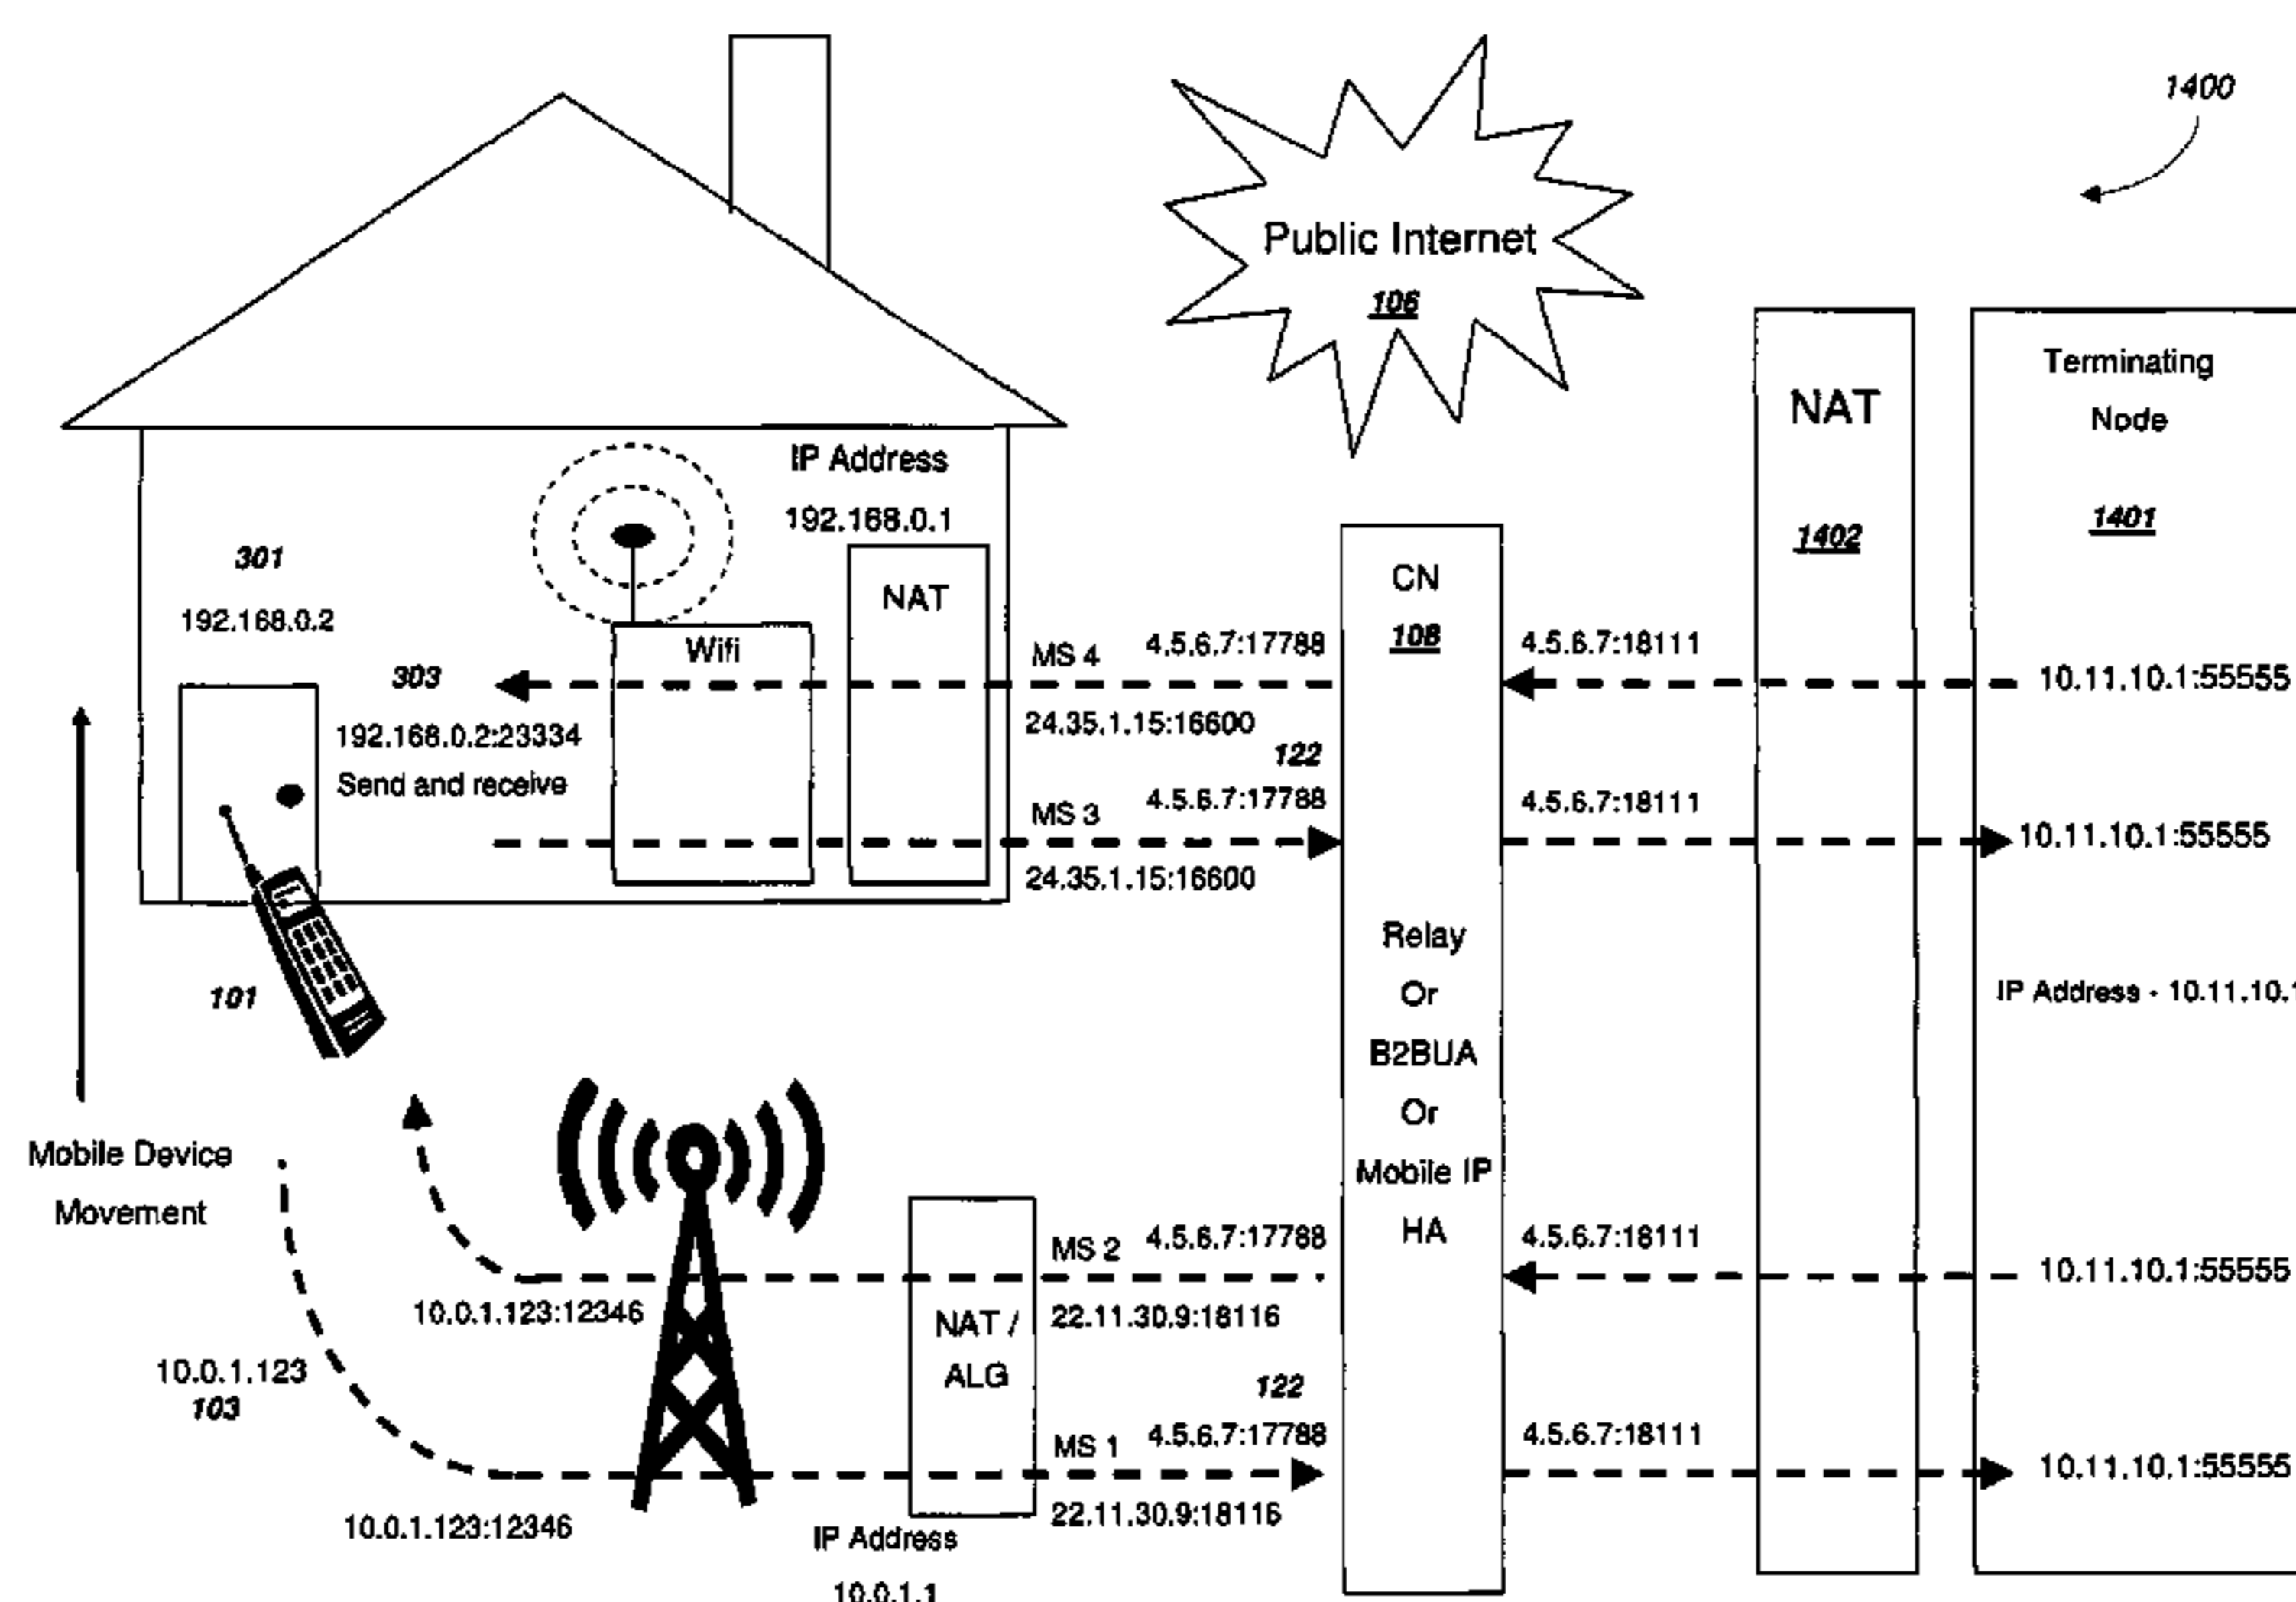 1400
Public Internet
106
Terminating
Node
1401
NAT
1402
IP Address
192.168.0.1
301
192.168.0.2
NAT
Wifi
CN
108
MS 4
4.5.6.7:17788
4.5.6.7:18111
303
10.11.10.1:55555
192.168.0.2:23334
24.35.1.15:16600
122
Send and receive
MS 3
4.5.6.7:17788
4.5.6.7:18111
10.11.10.1:55555
24.35.1.15:16600
Relay
Or
B2BUA
Or
Mobile IP
HA
101
IP Address - 10.11.10.1
Mobile Device
Movement
MS 2
4.5.6.7:17788
4.5.6.7:18111
10.11.10.1:55555
10.0.1.123:12346
NAT /
ALG
22.11.30.9:18116
10.0.1.123
103
122
MS 1
4.5.6.7:17788
4.5.6.7:18111
10.11.10.1:55555
10.0.1.123:12346
22.11.30.9:18116
IP Address
10.0.1.1